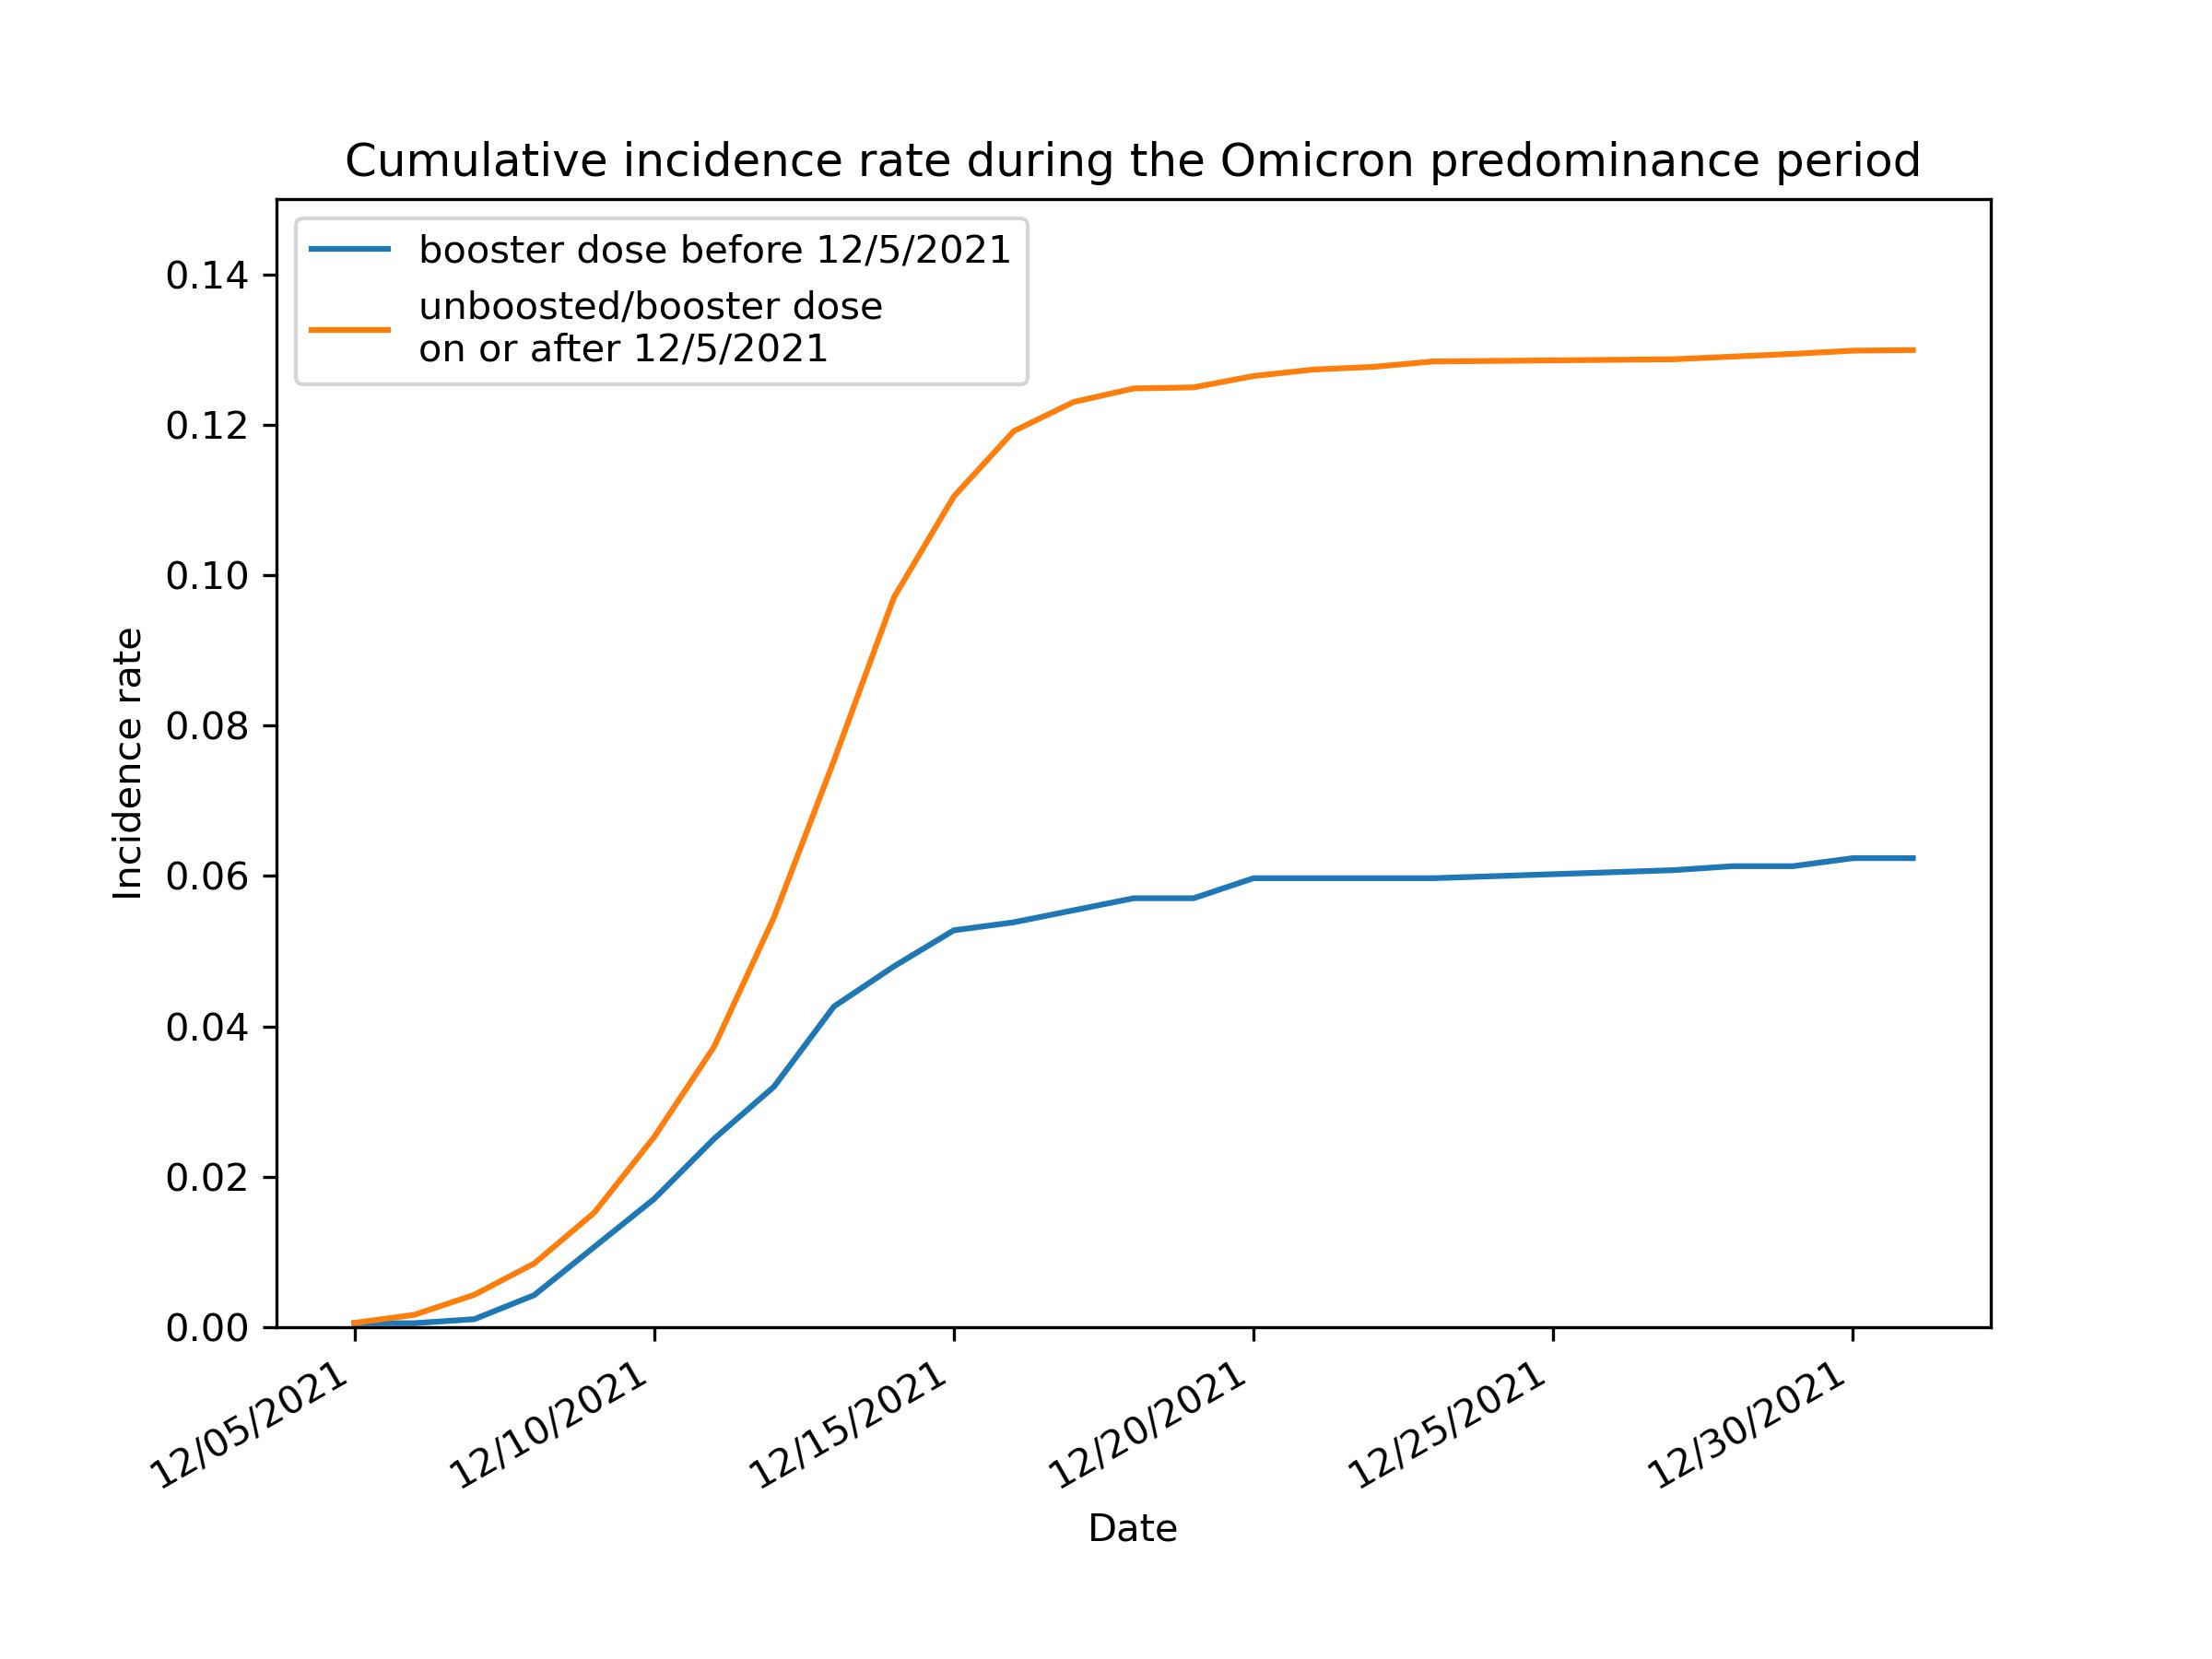 Cumulative incidence rate during the Omicron predominance period
booster dose before 12/5/2021
unboosted/booster dose
on or after 12/5/2021
Incidence rate
0.14
0.12
0.10
0.08
0.06
0.04
0.02
0.00
12/05/2021
12/10/2021
12/15/2021
12/20/2021
12/25/2021
12/30/2021
Date